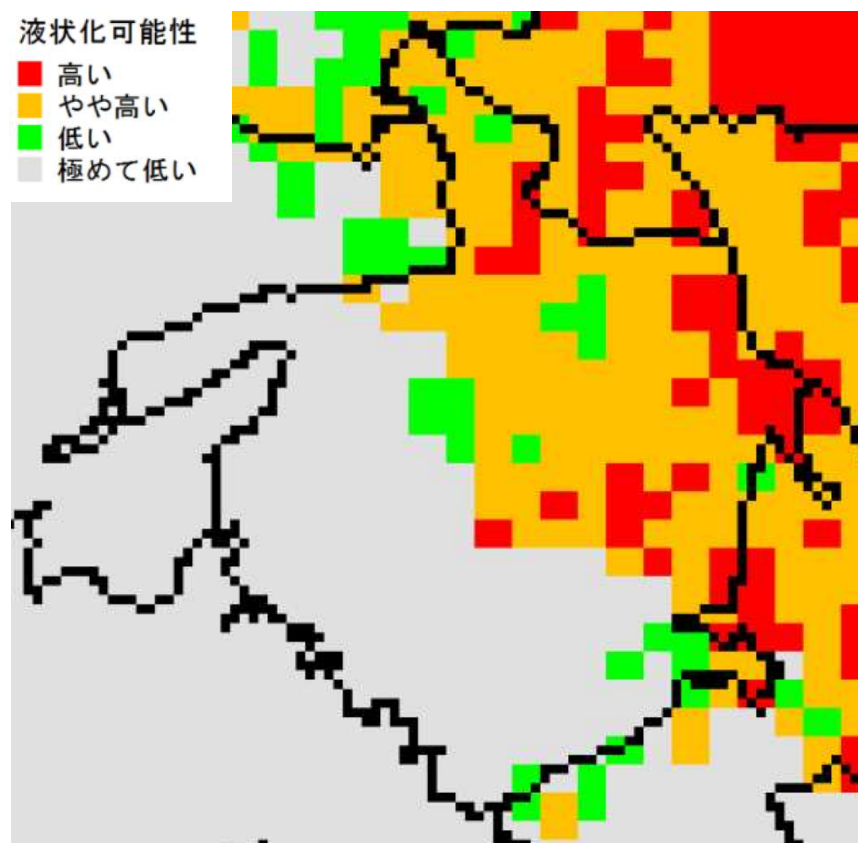 液状化可能性
高い
やや高い
低い
極めて低い